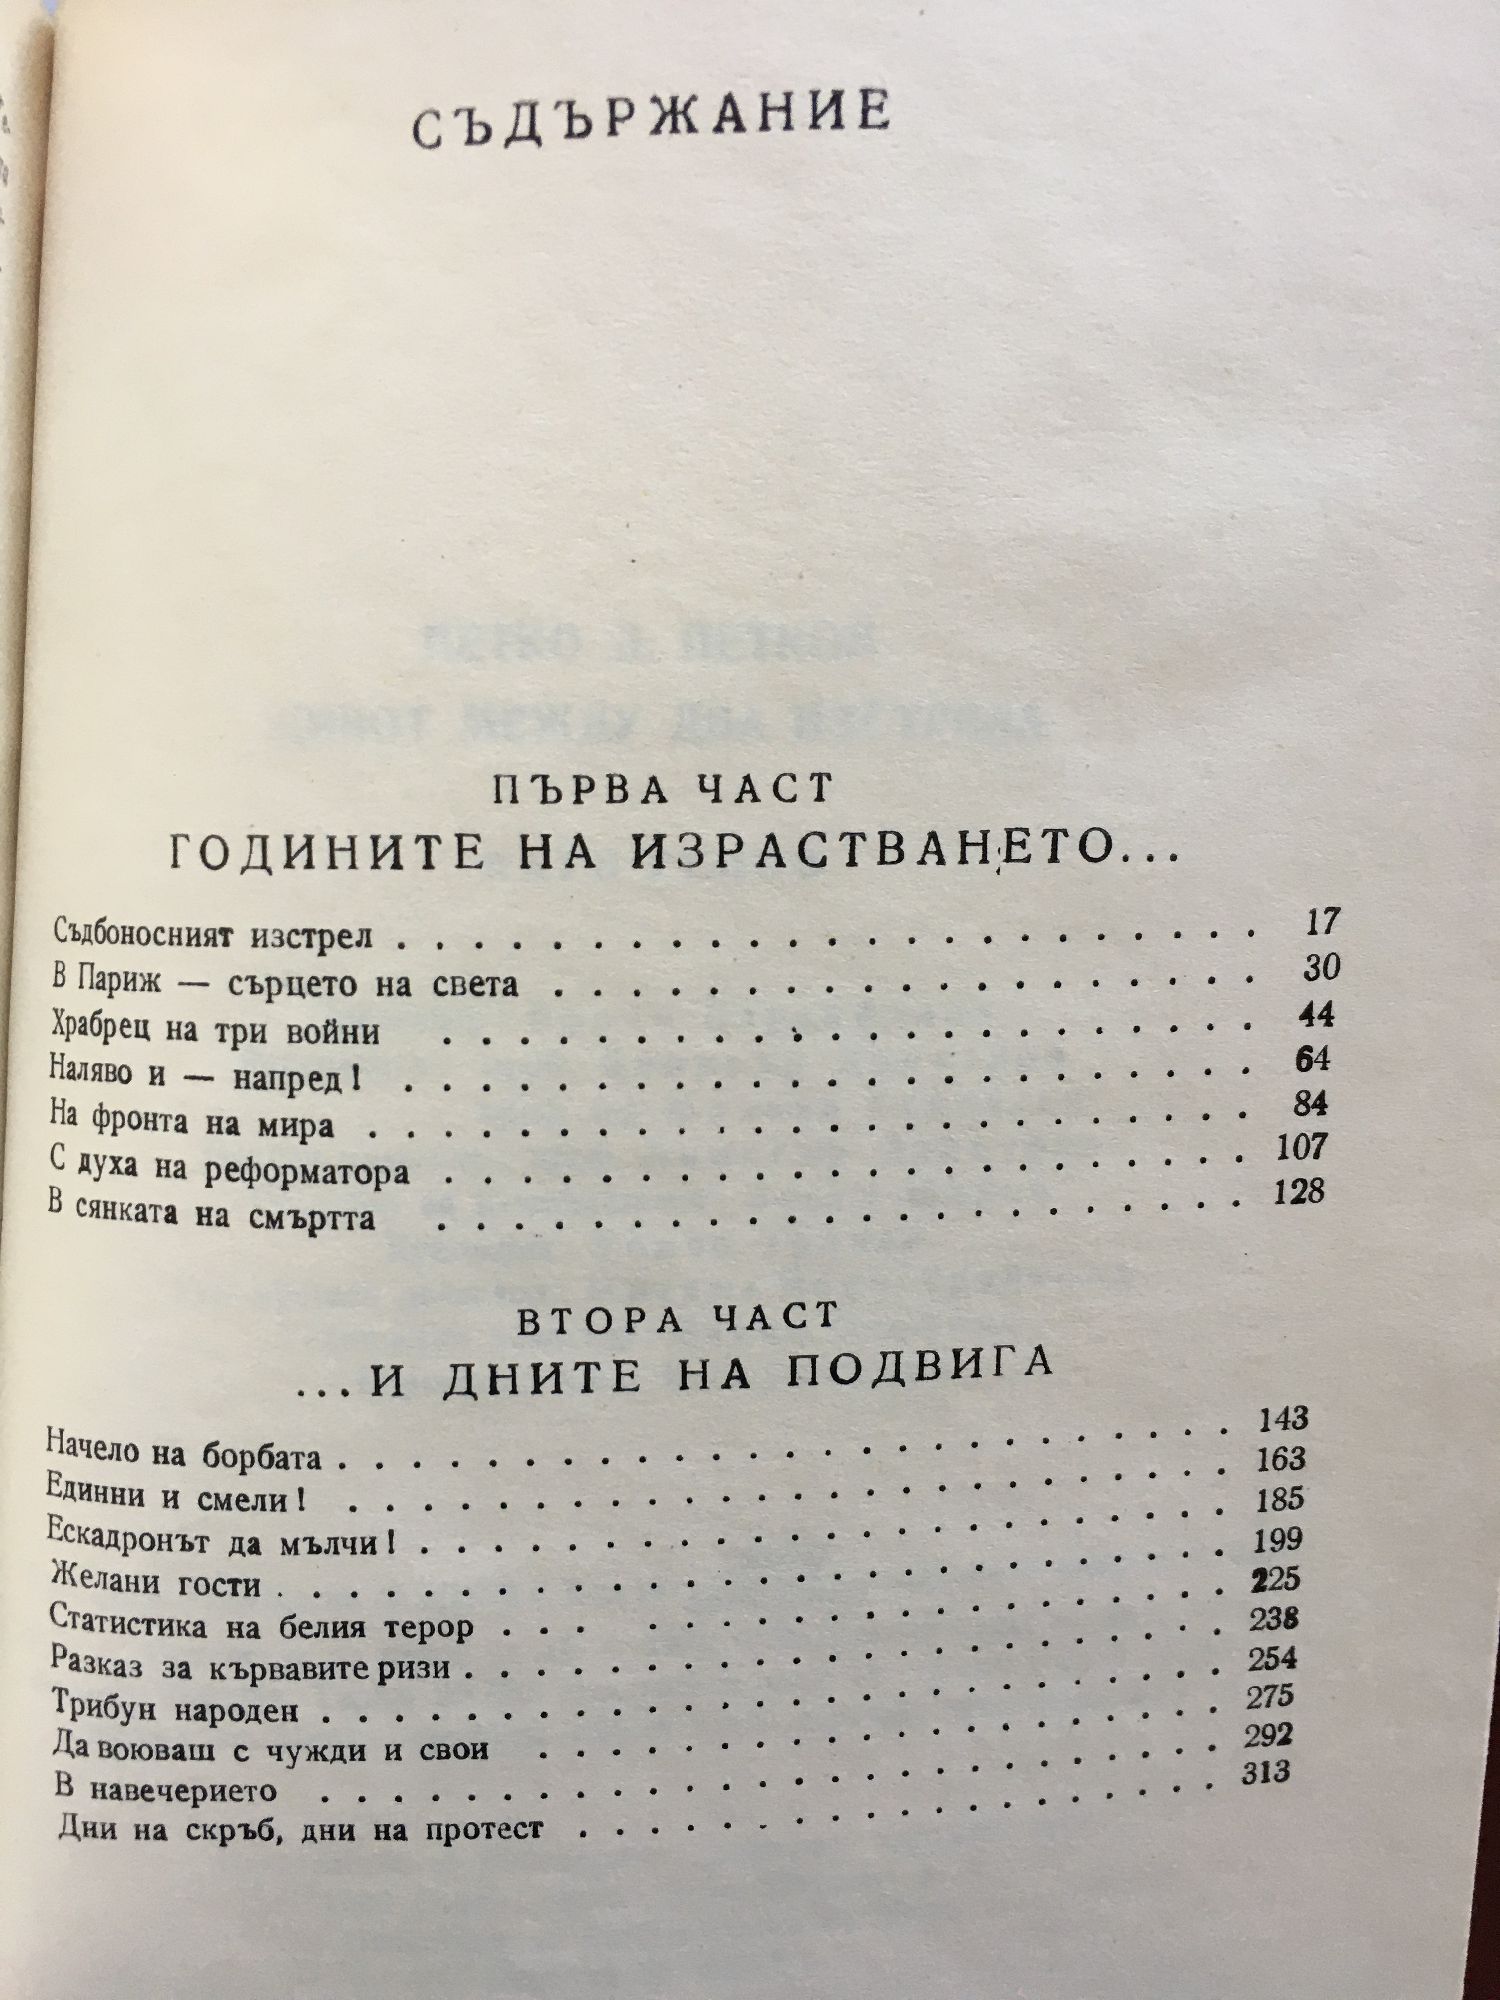 СЪДЪРЖАНИЕ
ПЪРВА ЧАСТ
ГОДИНИТЕ НА ИЗРАСТВАНЕТО...
Съдбоносният изстрел . . . . . . . . . . . . . . . . . . . . . . 17
В Париж — сърцето на света . . . . . . . . . . . . . . . . . . 30
Храбрец на три войни . . . . . . . . . . . . . . . . . . . . . 44
Наляво и — напред! . . . . . . . . . . . . . . . . . . . . . . 64
На фронта на мира . . . . . . . . . . . . . . . . . . . . . . . 84
С духа на реформатора . . . . . . . . . . . . . . . . . . . . . 107
В сянката на смъртта . . . . . . . . . . . . . . . . . . . . . 128
ВТОРА ЧАСТ
...И ДНИТЕ НА ПОДВИГА
Начело на борбата . . . . . . . . . . . . . . . . . . . . . . . 143
Единни и смели! . . . . . . . . . . . . . . . . . . . . . . . 163
Ескадронът да мълчи! . . . . . . . . . . . . . . . . . . . . . 185
Желани гости . . . . . . . . . . . . . . . . . . . . . . . . . 199
Статистика на белия терор . . . . . . . . . . . . . . . . . . 225
Разказ за кървавите ризи . . . . . . . . . . . . . . . . . . . 238
Трибун народен . . . . . . . . . . . . . . . . . . . . . . . . 254
Да воюваш с чужди и свои . . . . . . . . . . . . . . . . . . . 275
В навечерието . . . . . . . . . . . . . . . . . . . . . . . . 292
Дни на скръб, дни на протест . . . . . . . . . . . . . . . . . 313